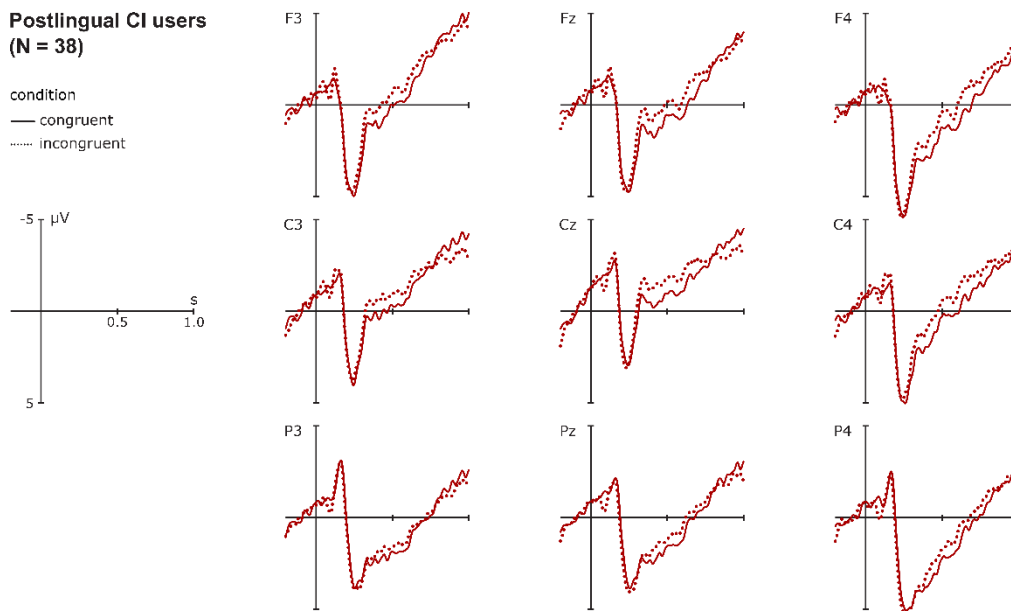 Postlingual CI users
(N = 38)
condition
congruent
incongruent
-5 µV
s
0.5 1.0
5
F3 Fz F4
C3 Cz C4
P3 Pz P4